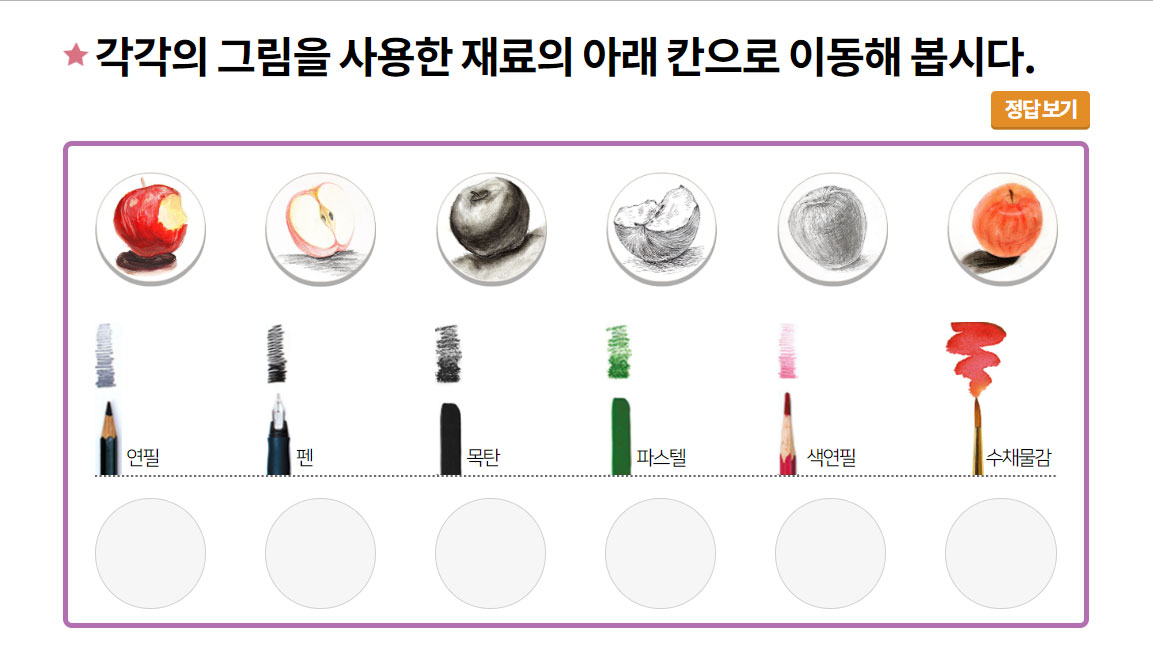 각각의 그림을 사용한 재료의 아래 칸으로 이동해 봅시다.
정답 보기
연필
펜
목탄
파스텔
색연필
수채물감